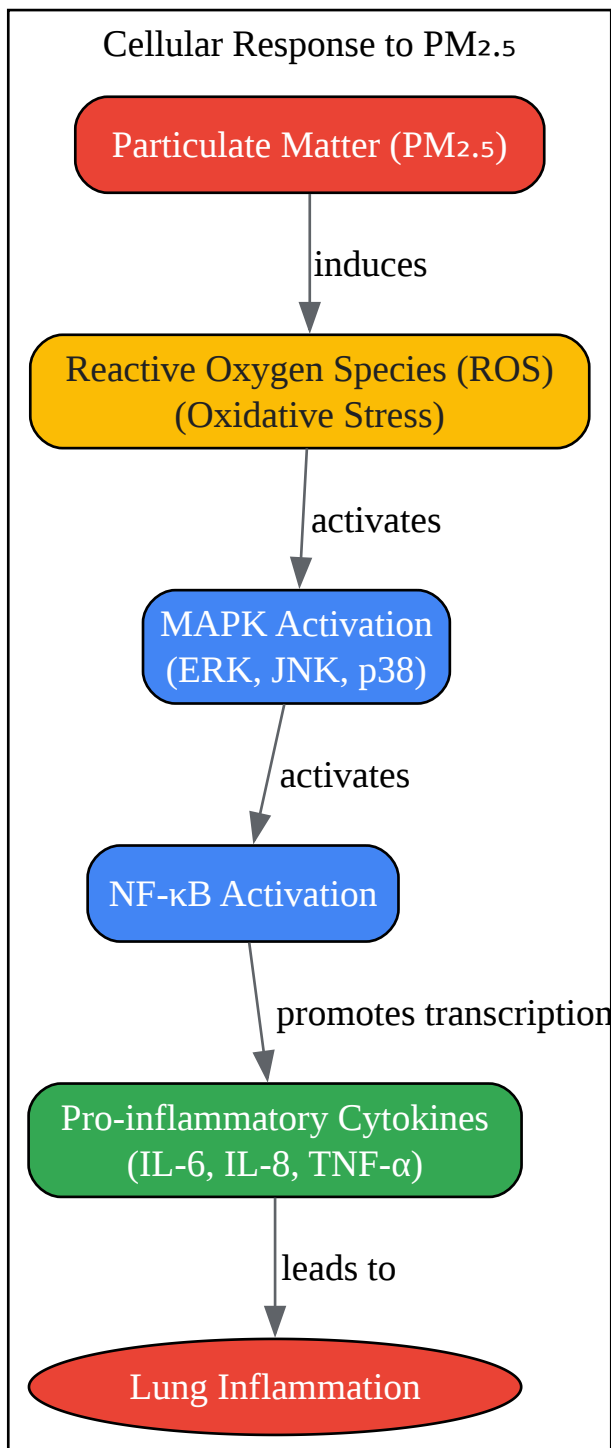 Cellular Response to PM₂.₅
Particulate Matter (PM₂.₅)
induces
Reactive Oxygen Species (ROS)
(Oxidative Stress)
activates
MAPK Activation
(ERK, JNK, p38)
activates
NF-κB Activation
promotes transcription
Pro-inflammatory Cytokines
(IL-6, IL-8, TNF-α)
leads to
Lung Inflammation